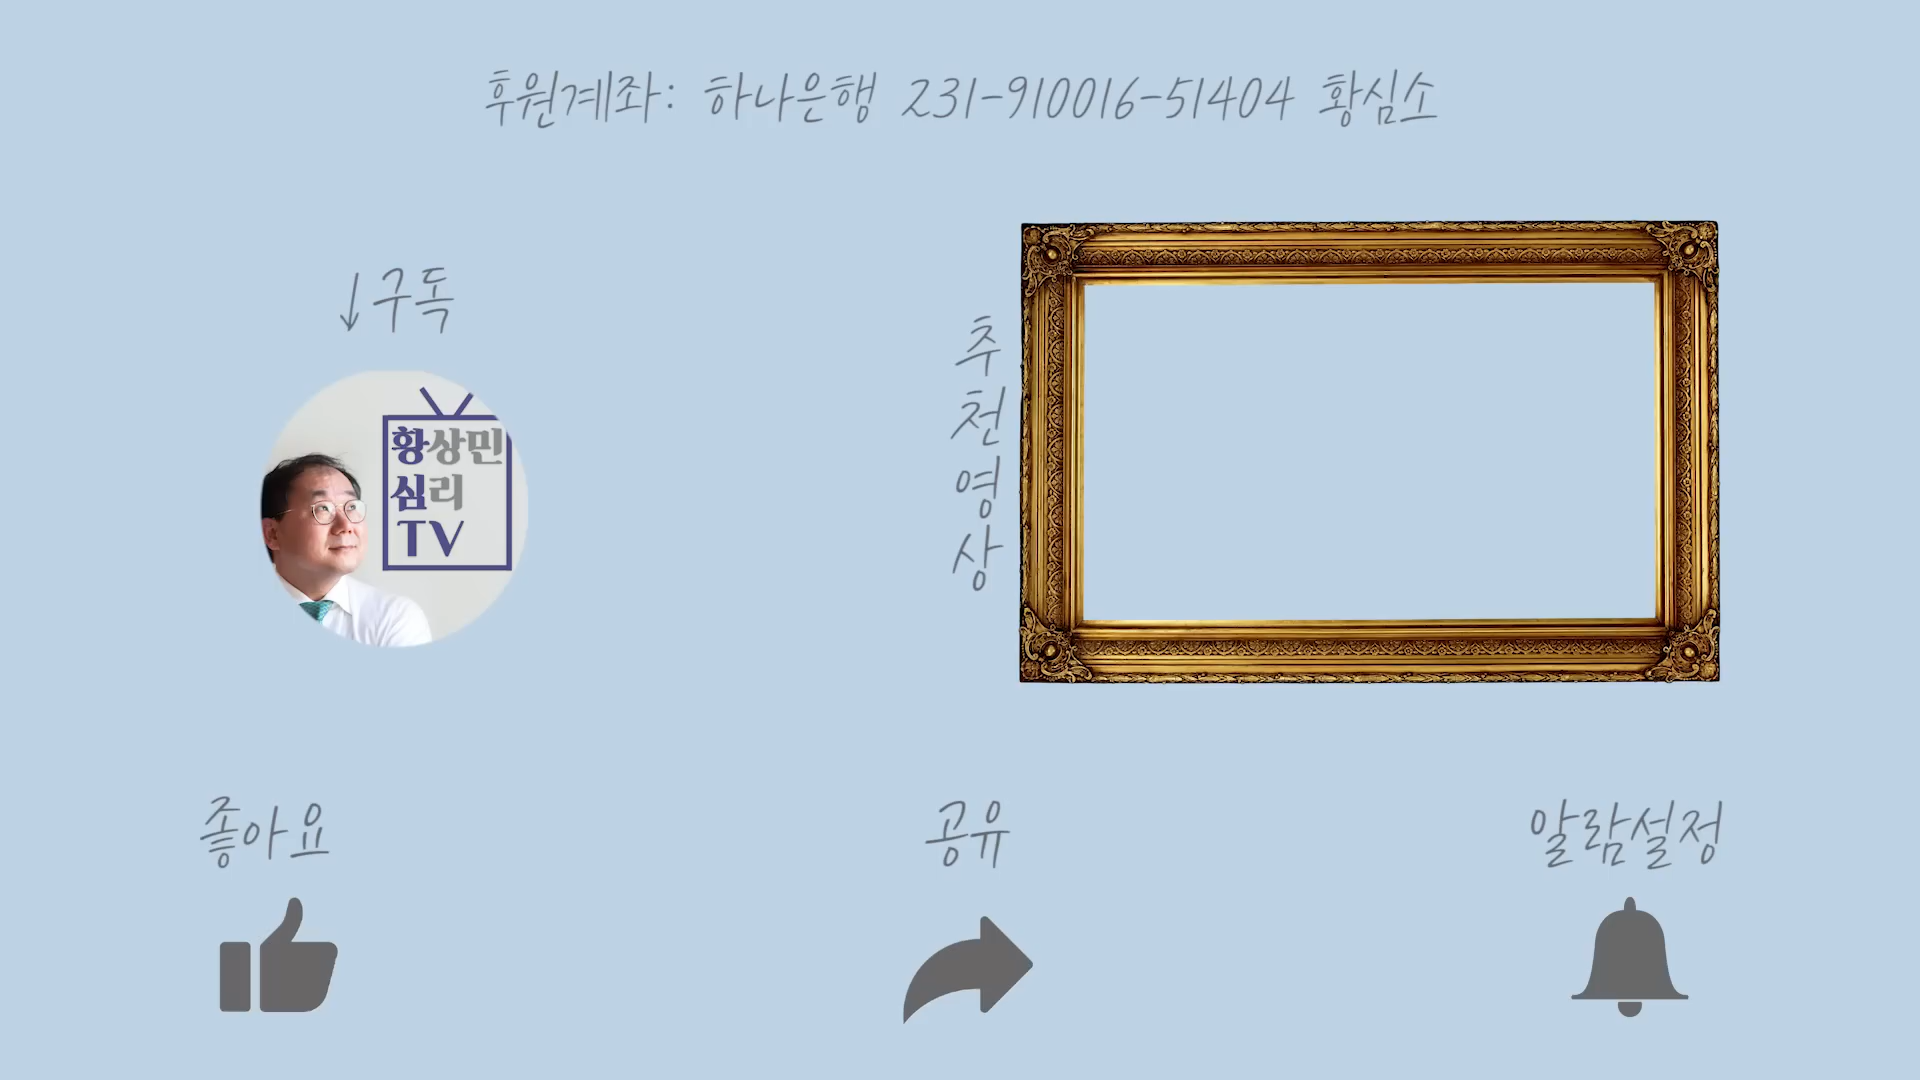 후원계좌: 하나은행 231-910016-51404 황심소
↓구독
황상민
심리
TV
추
천
영
상
좋아요
공유
알람설정